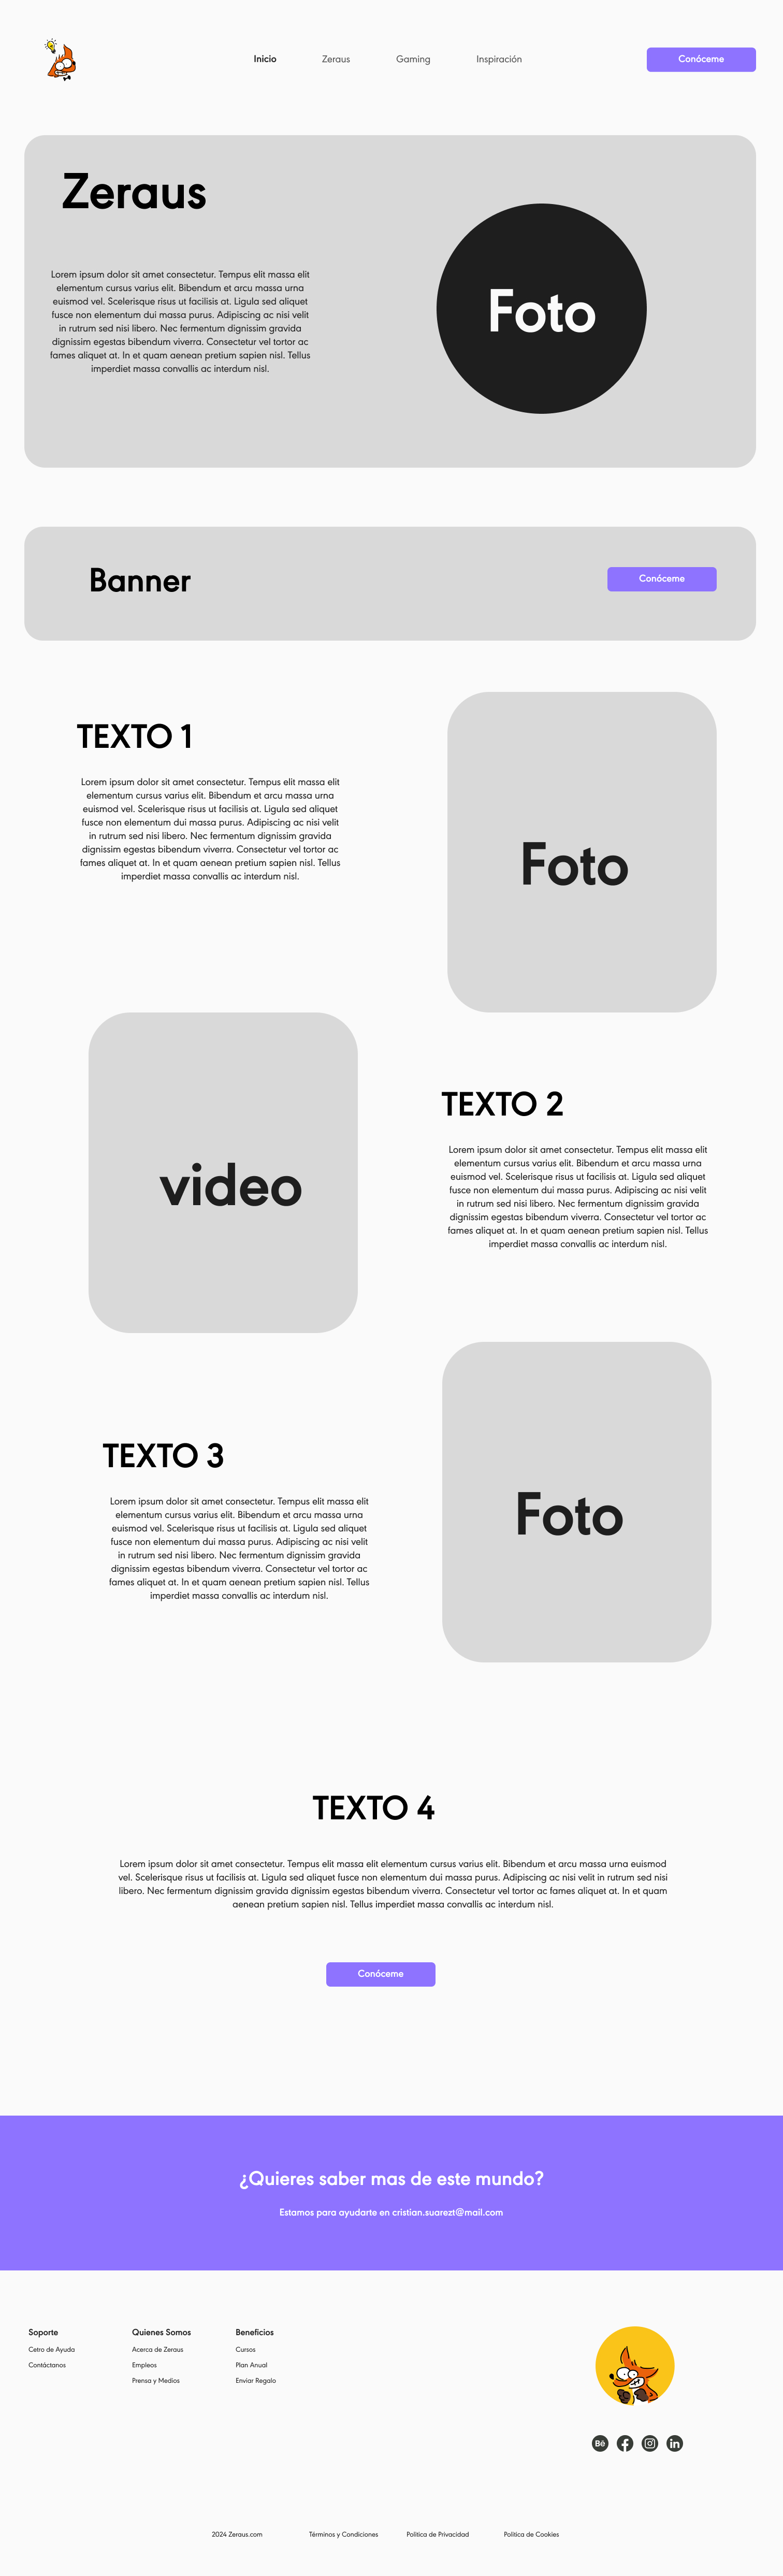 Inicio
Zeraus
Gaming
Inspiración
Conóceme
Zeraus
Lorem ipsum dolor sit amet consectetur. Tempus elit massa elit
elementum cursus varius elit. Bibendum et arcu massa urna
euismod vel. Scelerisque risus ut facilisis at. Ligula sed aliquet
fusce non elementum dui massa purus. Adipiscing ac nisi velit
in rutrum sed nisi libero. Nec fermentum dignissim gravida
dignissim egestas bibendum viverra. Consectetur vel tortor ac
fames aliquet at. In et quam aenean pretium sapien nisl. Tellus
imperdiet massa convallis ac interdum nisl.
Foto
Banner
Conóceme
TEXTO 1
Lorem ipsum dolor sit amet consectetur. Tempus elit massa elit
elementum cursus varius elit. Bibendum et arcu massa urna
euismod vel. Scelerisque risus ut facilisis at. Ligula sed aliquet
fusce non elementum dui massa purus. Adipiscing ac nisi velit
in rutrum sed nisi libero. Nec fermentum dignissim gravida
dignissim egestas bibendum viverra. Consectetur vel tortor ac
fames aliquet at. In et quam aenean pretium sapien nisl. Tellus
imperdiet massa convallis ac interdum nisl.
Foto
video
TEXTO 2
Lorem ipsum dolor sit amet consectetur. Tempus elit massa elit
elementum cursus varius elit. Bibendum et arcu massa urna
euismod vel. Scelerisque risus ut facilisis at. Ligula sed aliquet
fusce non elementum dui massa purus. Adipiscing ac nisi velit
in rutrum sed nisi libero. Nec fermentum dignissim gravida
dignissim egestas bibendum viverra. Consectetur vel tortor ac
fames aliquet at. In et quam aenean pretium sapien nisl. Tellus
imperdiet massa convallis ac interdum nisl.
TEXTO 3
Lorem ipsum dolor sit amet consectetur. Tempus elit massa elit
elementum cursus varius elit. Bibendum et arcu massa urna
euismod vel. Scelerisque risus ut facilisis at. Ligula sed aliquet
fusce non elementum dui massa purus. Adipiscing ac nisi velit
in rutrum sed nisi libero. Nec fermentum dignissim gravida
dignissim egestas bibendum viverra. Consectetur vel tortor ac
fames aliquet at. In et quam aenean pretium sapien nisl. Tellus
imperdiet massa convallis ac interdum nisl.
Foto
TEXTO 4
Lorem ipsum dolor sit amet consectetur. Tempus elit massa elit elementum cursus varius elit. Bibendum et arcu massa urna euismod
vel. Scelerisque risus ut facilisis at. Ligula sed aliquet fusce non elementum dui massa purus. Adipiscing ac nisi velit in rutrum sed nisi
libero. Nec fermentum dignissim gravida dignissim egestas bibendum viverra. Consectetur vel tortor ac fames aliquet at. In et quam
aenean pretium sapien nisl. Tellus imperdiet massa convallis ac interdum nisl.
Conóceme
¿Quieres saber mas de este mundo?
Estamos para ayudarte en cristian.suarezt@mail.com
Soporte
Cetro de Ayuda
Contáctanos
Quienes Somos
Acerca de Zeraus
Empleos
Prensa y Medios
Beneficios
Cursos
Plan Anual
Enviar Regalo
Bē
f
in
2024 Zeraus.com
Términos y Condiciones
Politica de Privacidad
Politica de Cookies